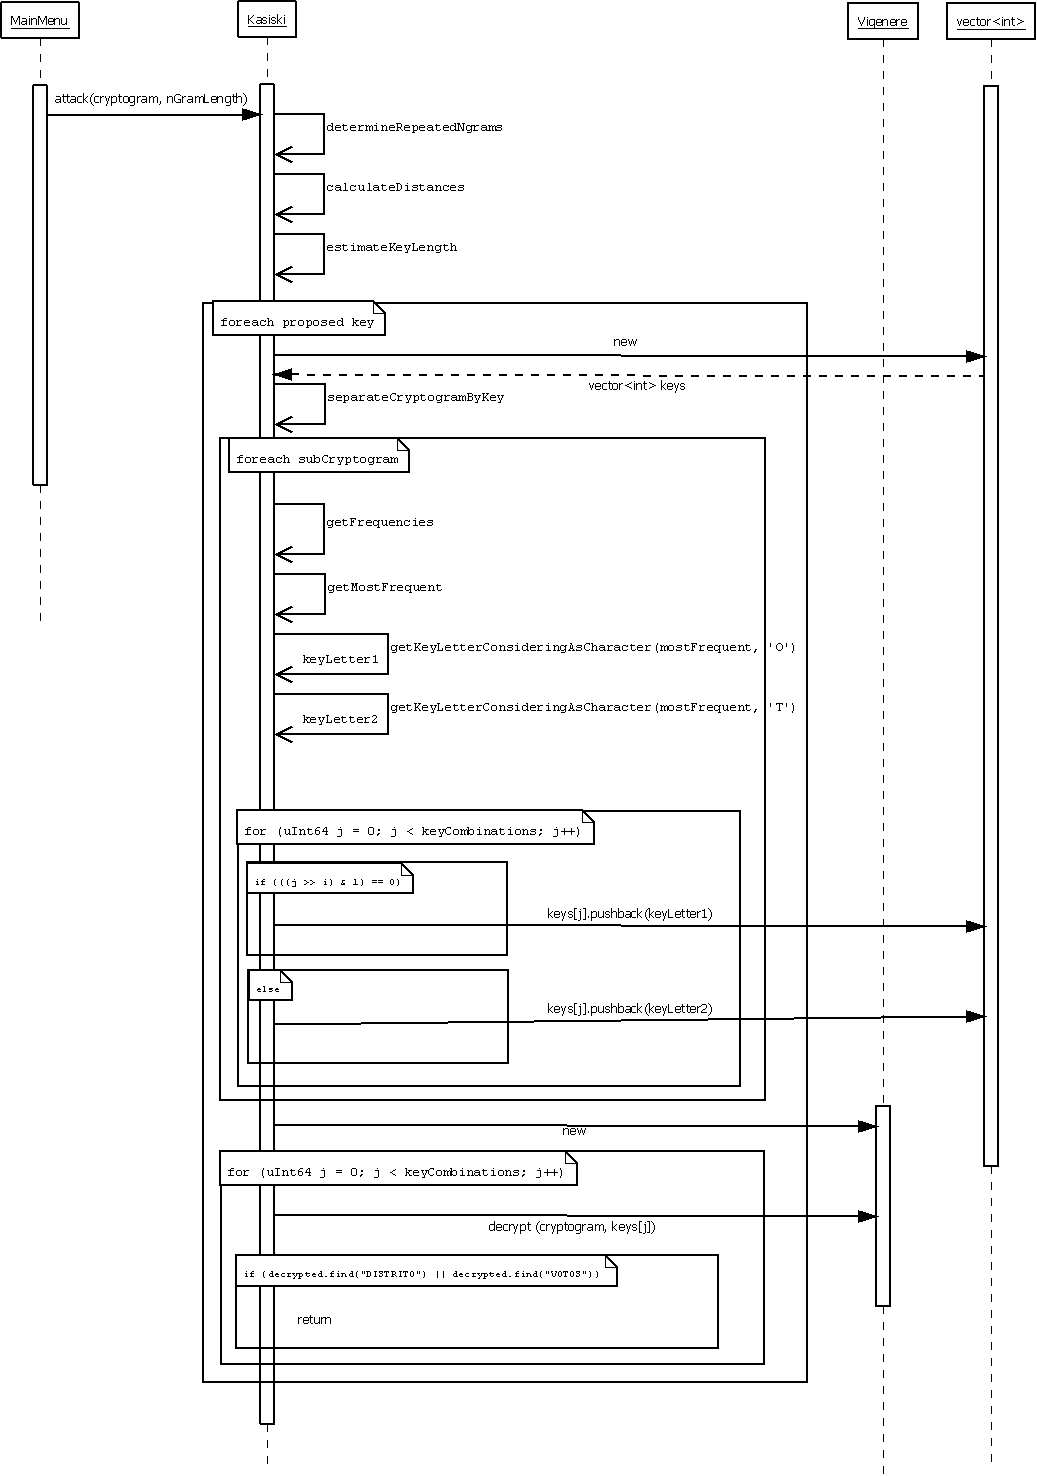 MainMenu
Kasiski
Vigenere
vector<int>
attack(cryptogram, nGramLength)
determineRepeatedNgrams
calculateDistances
estimateKeyLength
foreach proposed key
new
vector<int> keys
separateCryptogramByKey
foreach subCryptogram
getFrequencies
getMostFrequent
getKeyLetterConsideringAsCharacter(mostFrequent, 'O')
keyLetter1
getKeyLetterConsideringAsCharacter(mostFrequent, 'T')
keyLetter2
for (uInt64 j = 0; j < keyCombinations; j++)
if (((j >> i) & 1) == 0)
keys[j].pushback(keyLetter1)
else
keys[j].pushback(keyLetter2)
new
for (uInt64 j = 0; j < keyCombinations; j++)
decrypt (cryptogram, keys[j])
if (decrypted.find("DISTRITO") || decrypted.find("VOTOS"))
return